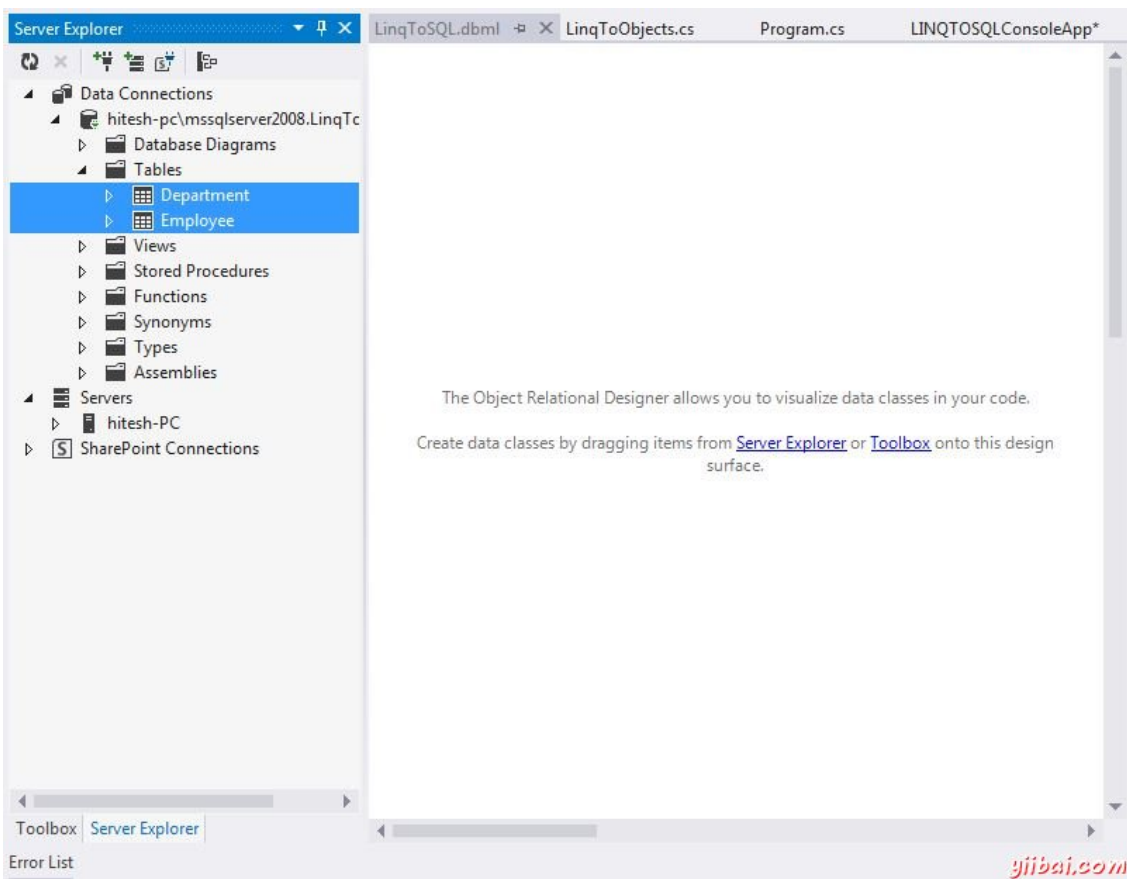 Server Explorer
Data Connections
hitesh-pc\mssqlserver2008.LinqTo
Database Diagrams
Tables
Department
Employee
Views
Stored Procedures
Functions
Synonyms
Types
Assemblies
Servers
hitesh-PC
SharePoint Connections
Toolbox Server Explorer
Error List
LinqToSQL.dbml LinqToObjects.cs Program.cs LINQTOSQLConsoleApp*
The Object Relational Designer allows you to visualize data classes in your code.
Create data classes by dragging items from Server Explorer or Toolbox onto this design
surface.
yiibai.com